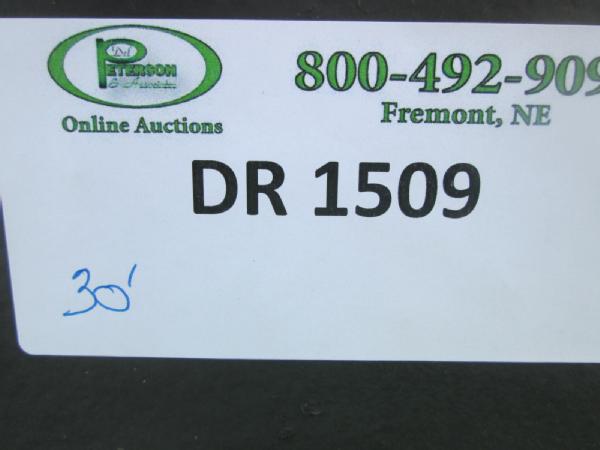 Del
PETERSON
& Associates
Online Auctions
800-492-909
Fremont, NE
DR 1509
30'